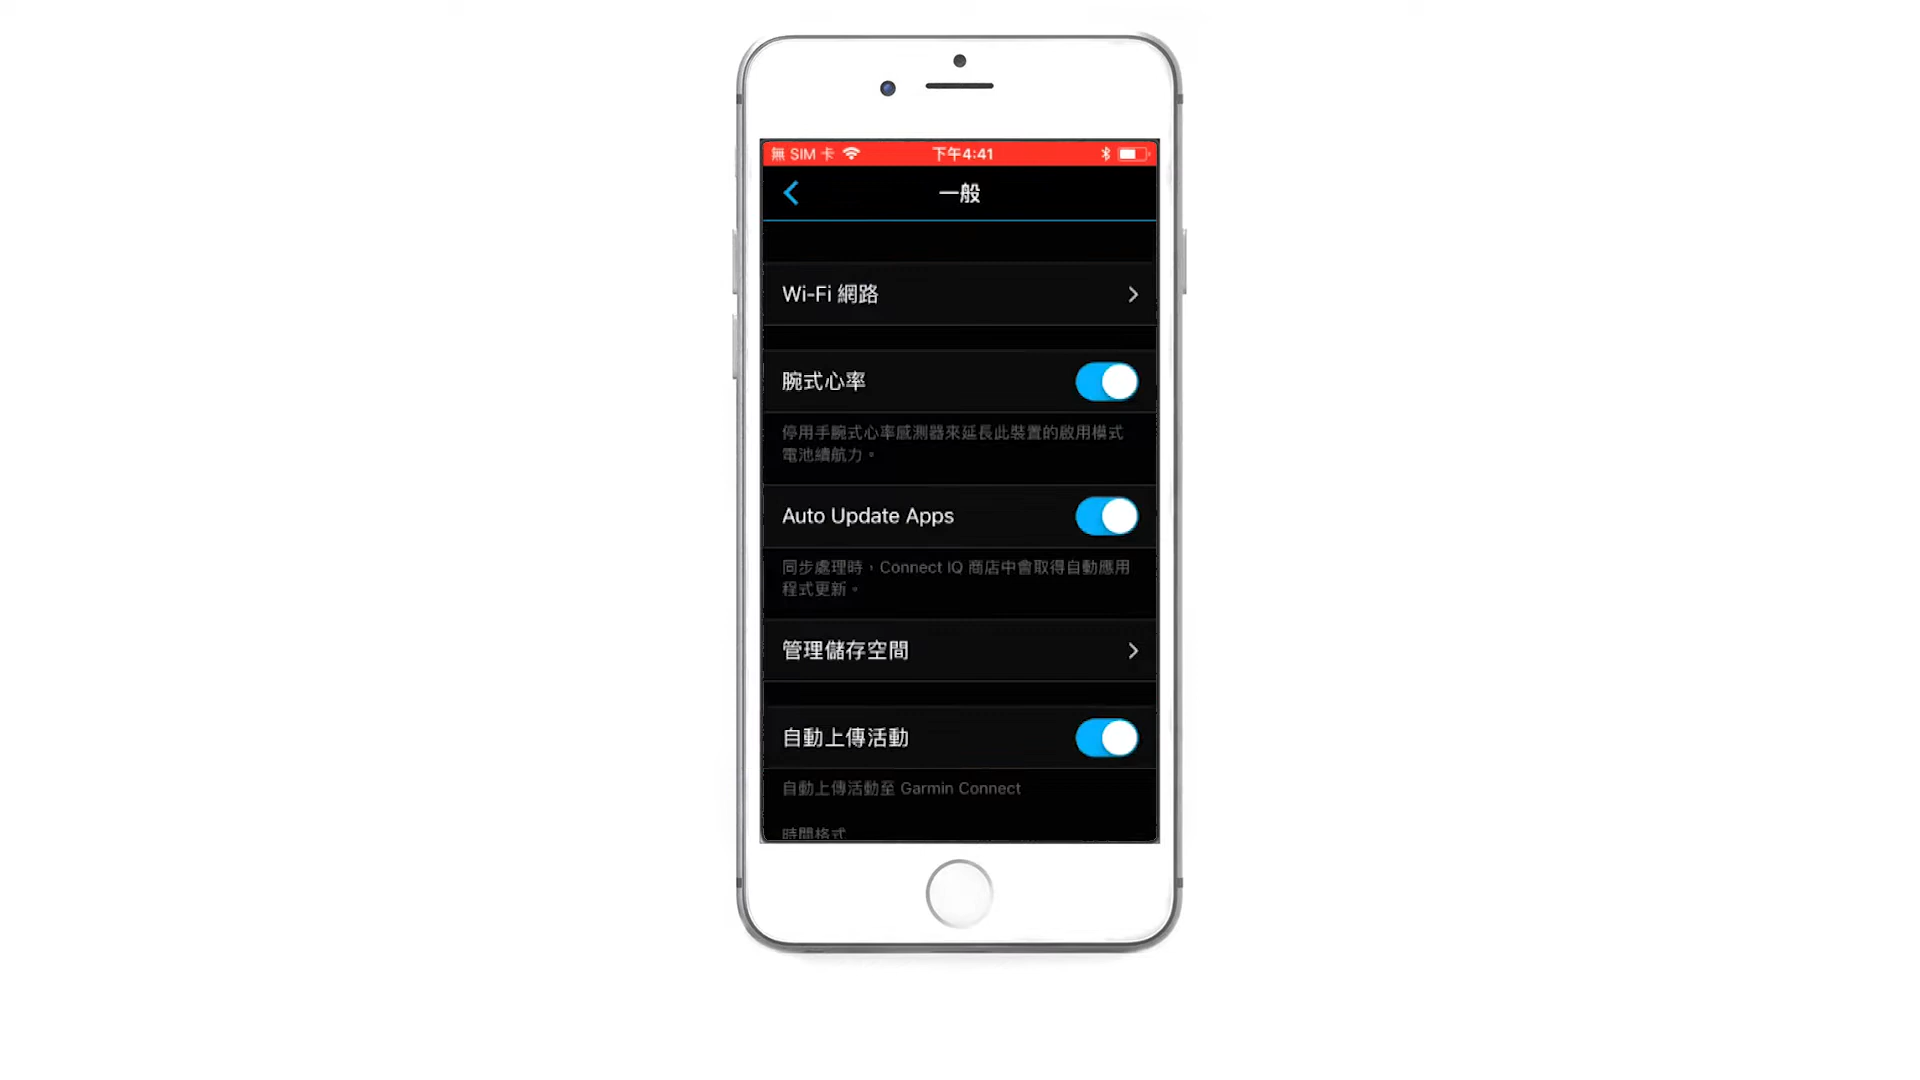 無 SIM 卡 下午4:41
一般
Wi-Fi 網路
腕式心率
停用手腕式心率感測器來延長此裝置的啟用模式
電池續航力。
Auto Update Apps
同步處理時，Connect IQ 商店中會取得自動應用
程式更新。
管理儲存空間
自動上傳活動
自動上傳活動至 Garmin Connect
時間格式